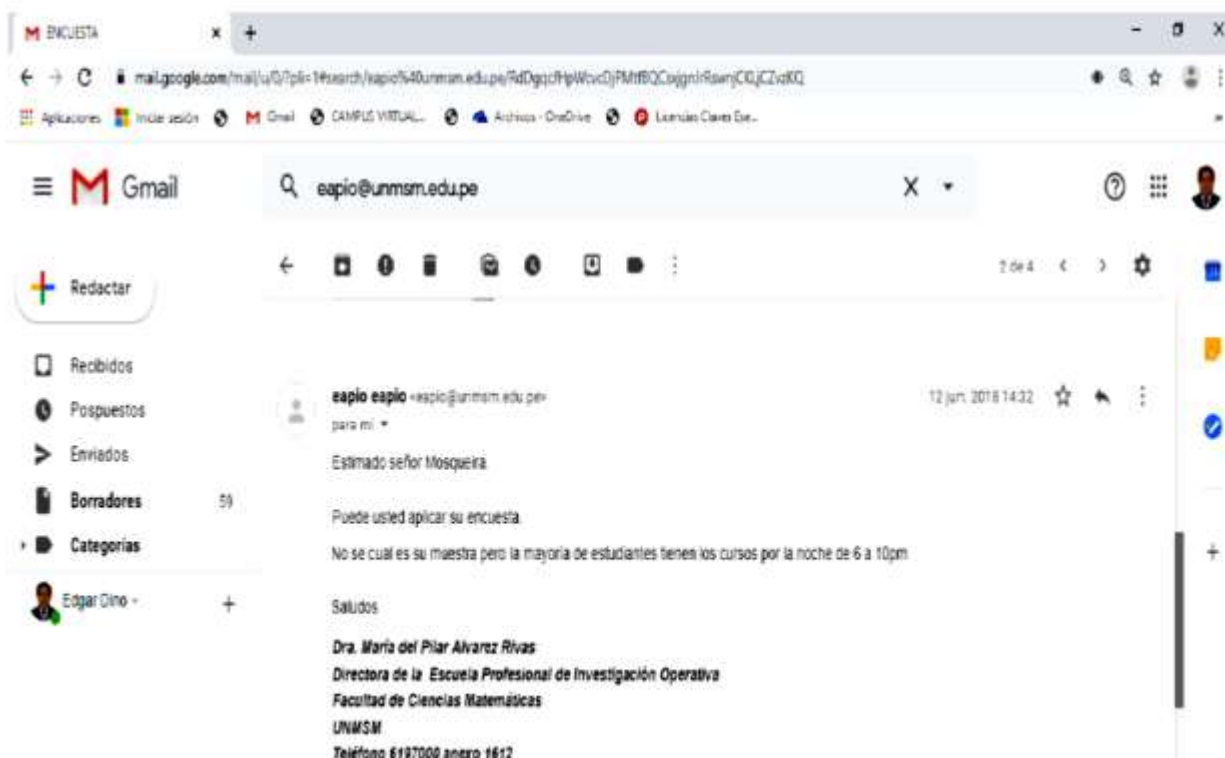 ENCUESTA
Aplicaciones Iniciar sesión Gmail CAMPUS VIRTUAL... Archivos - OneDrive Licencias Claves Ese...
Gmail
eapio@unmsm.edu.pe
Redactar
2 de 4
Recibidos
Pospuestos
Enviados
Borradores 59
Categorías
Edgar Dino
eapio eapio <eapio@unmsm.edu.pe>
12 jun. 2018 14:32
para mí
Estimado señor Mosqueira
Puede usted aplicar su encuesta.
No se cual es su maestra pero la mayoría de estudiantes tienen los cursos por la noche de 6 a 10pm
Saludos
Dra. María del Pilar Alvarez Rivas
Directora de la Escuela Profesional de Investigación Operativa
Facultad de Ciencias Matemáticas
UNMSM
Teléfono 6197000 anexo 1612